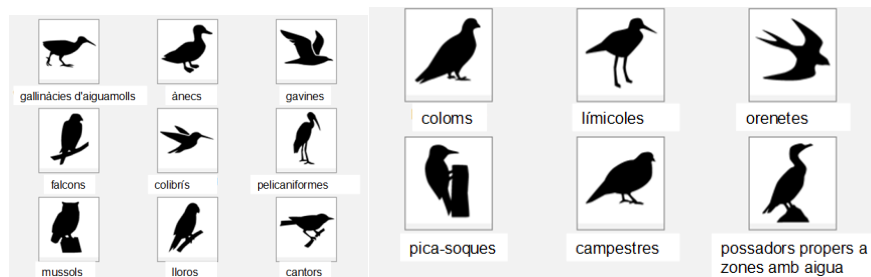 gallinàcies d'aiguamolls
ànecs
gavines
falcons
colibrís
pelicaniformes
mussols
lloros
cantors
coloms
límicoles
orenetes
pica-soques
campestres
possadors propers a
zones amb aigua